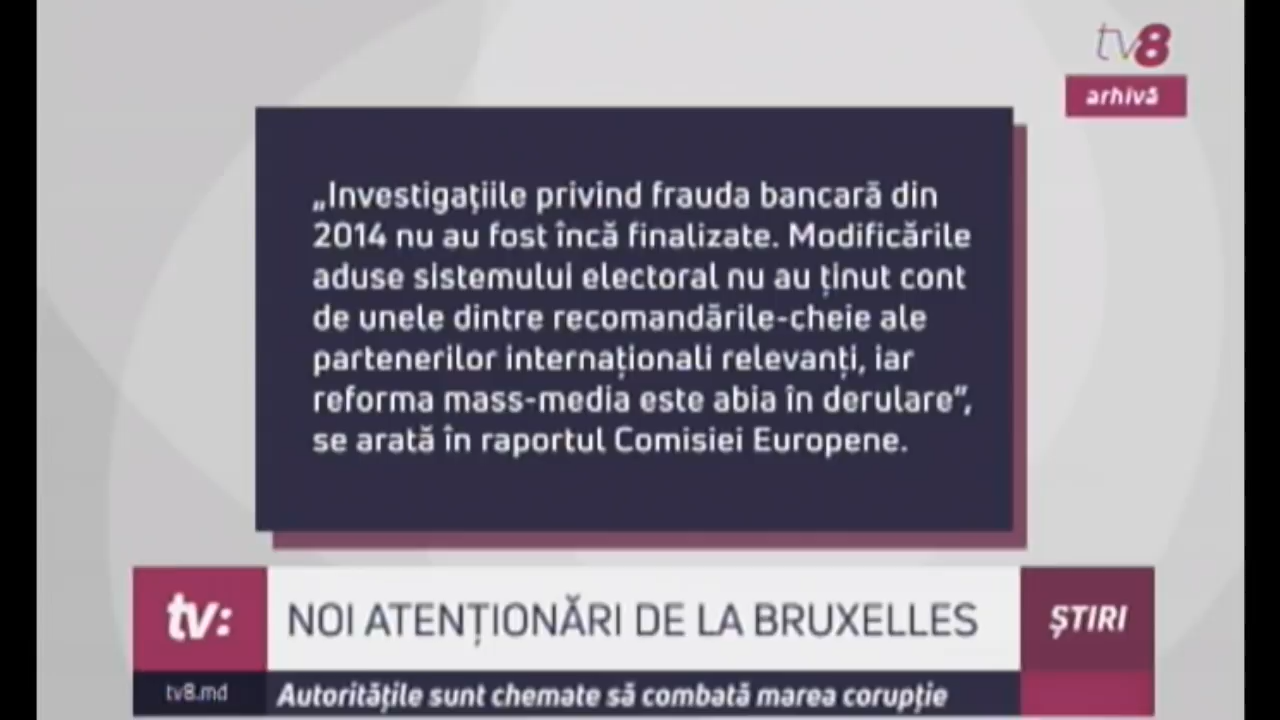 tv8
arhivă
„Investigațiile privind frauda bancară din
2014 nu au fost încă finalizate. Modificările
aduse sistemului electoral nu au ținut cont
de unele dintre recomandările-cheie ale
partenerilor internaționali relevanți, iar
reforma mass-media este abia în derulare”,
se arată în raportul Comisiei Europene.
tv:
NOI ATENȚIONĂRI DE LA BRUXELLES
ȘTIRI
tv8.md
Autoritățile sunt chemate să combată marea corupție